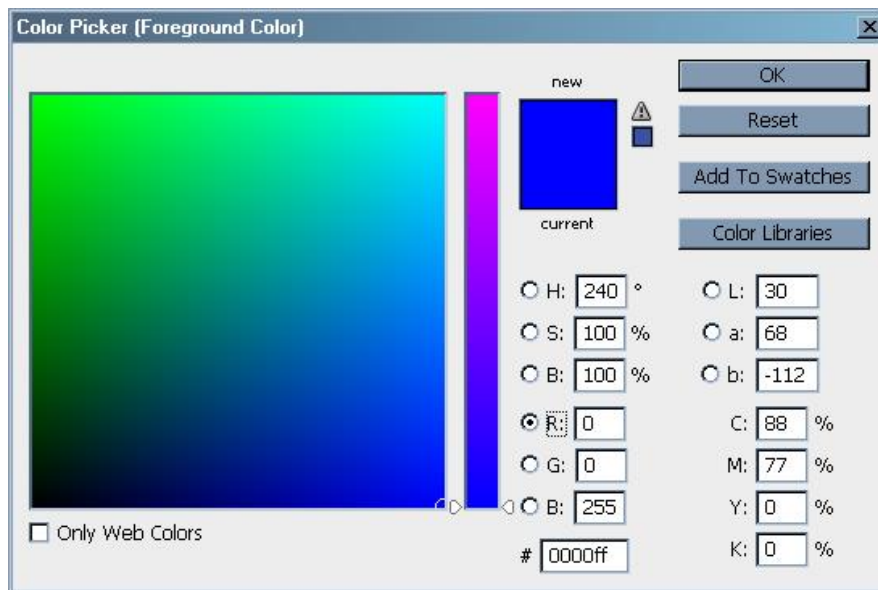 Color Picker (Foreground Color)
new
current
OK
Reset
Add To Swatches
Color Libraries
H: 240 °
S: 100 %
B: 100 %
R: 0
G: 0
B: 255
# 0000ff
L: 30
a: 68
b: -112
C: 88 %
M: 77 %
Y: 0 %
K: 0 %
Only Web Colors